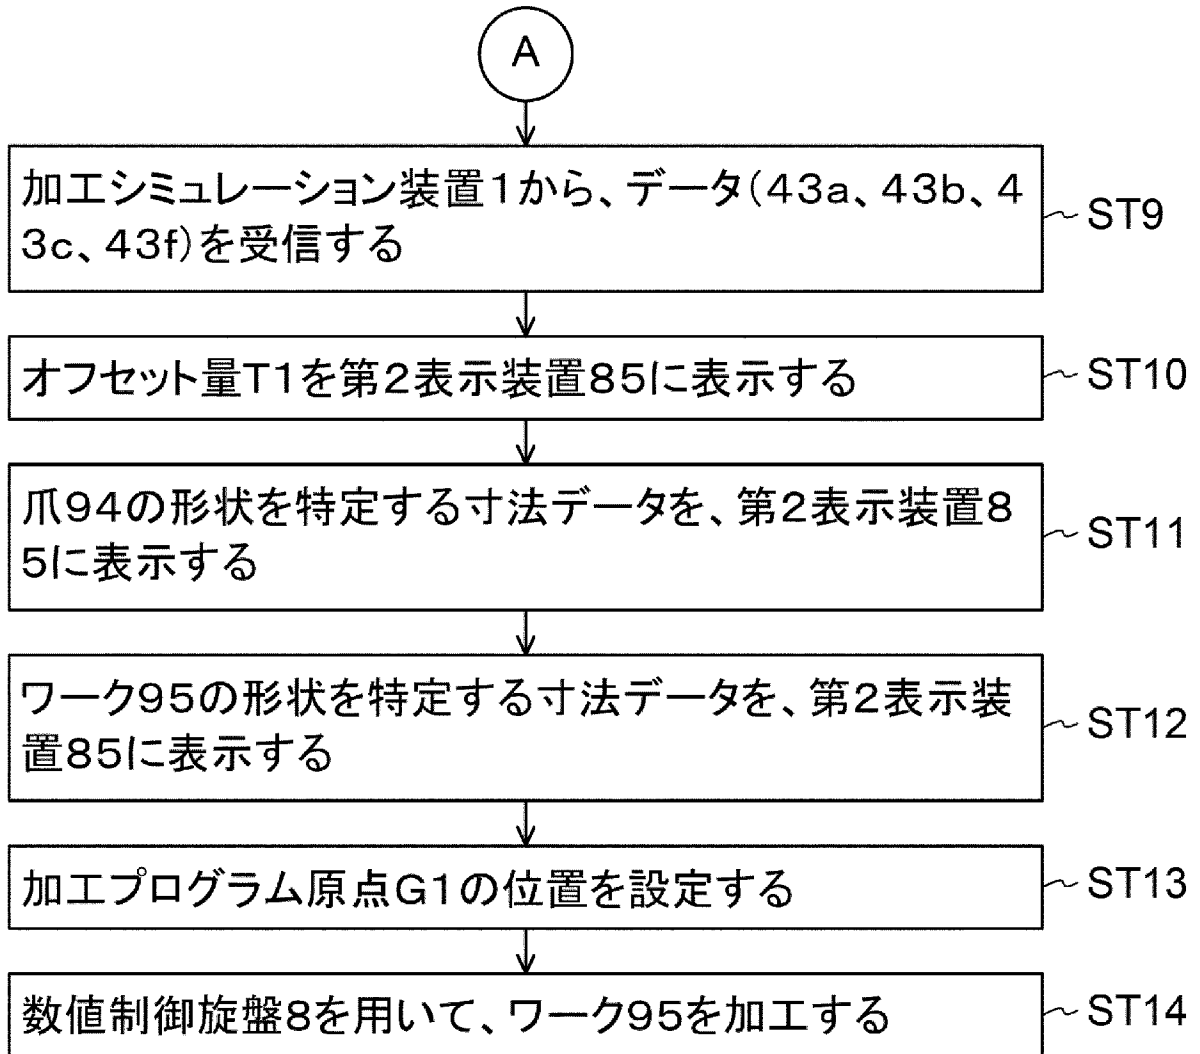 A
加工シミュレーション装置1から、データ(43a、43b、4
3c、43f)を受信する
ST9
オフセット量T1を第2表示装置85に表示する
ST10
爪94の形状を特定する寸法データを、第2表示装置8
5に表示する
ST11
ワーク95の形状を特定する寸法データを、第2表示装
置85に表示する
ST12
加工プログラム原点G1の位置を設定する
ST13
数値制御旋盤8を用いて、ワーク95を加工する
ST14